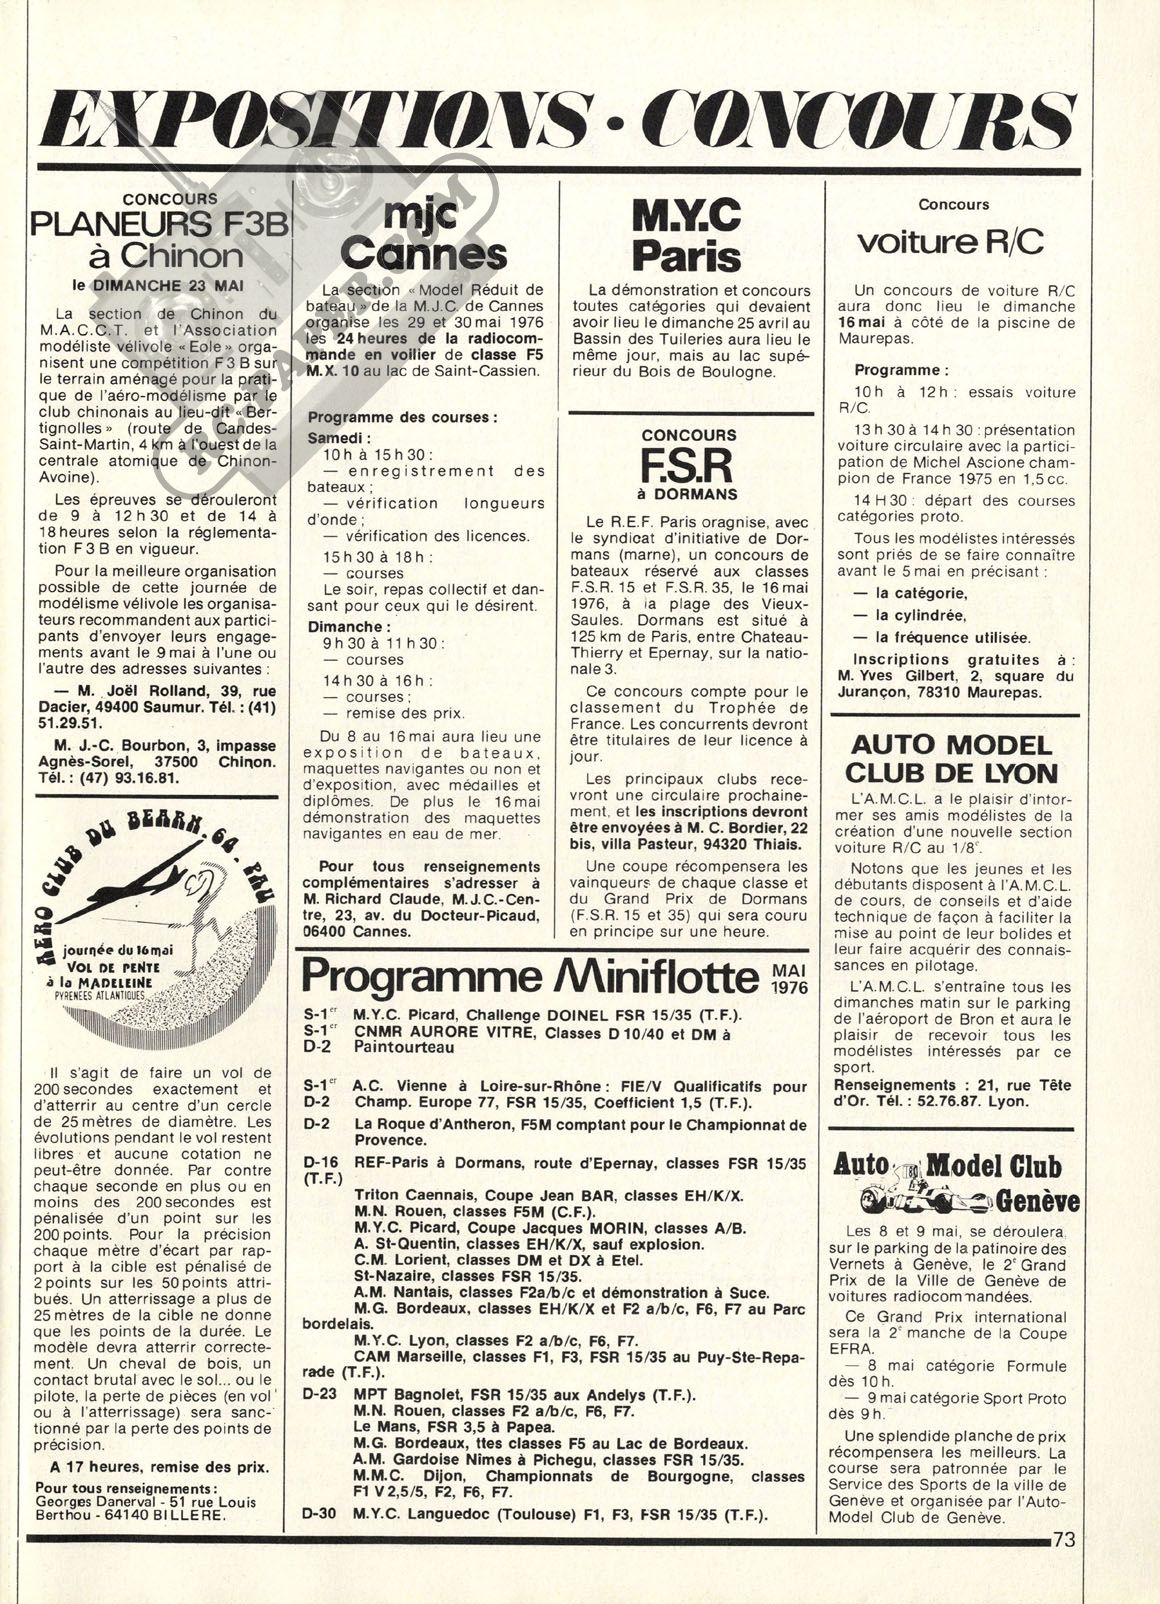 EXPOSITIONS • CONCOURS
RCPAPER.COM
CONCOURS
PLANEURS F3B
à Chinon
le DIMANCHE 23 MAI
La section de Chinon du
M.A.C.C.T. et l'Association
modéliste vélivole « Eole » orga-
nisent une compétition F3B sur
le terrain aménagé pour la prati-
que de l'aéro-modélisme par le
club chinonais au lieu-dit « Ber-
tignolles » (route de Candes-
Saint-Martin, 4 km à l'ouest de la
centrale atomique de Chinon-
Avoine).
Les épreuves se dérouleront
de 9 à 12 h 30 et de 14 à
18 heures selon la réglementa-
tion F3B en vigueur.
Pour la meilleure organisation
possible de cette journée de
modélisme vélivole les organisa-
teurs recommandent aux partici-
pants d'envoyer leurs engage-
ments avant le 9 mai à l'une ou
l'autre des adresses suivantes :
— M. Joël Rolland, 39, rue
Dacier, 49400 Saumur. Tél. : (41)
51.29.51.
M. J.-C. Bourbon, 3, impasse
Agnès-Sorel, 37500 Chinon.
Tél. : (47) 93.16.81.
AERO CLUB DU BEARN. 64. PAU
journée du 16 mai
VOL DE PENTE
à la MADELEINE
PYRENEES ATLANTIQUES
Il s'agit de faire un vol de
200 secondes exactement et
d'atterrir au centre d'un cercle
de 25 mètres de diamètre. Les
évolutions pendant le vol restent
libres et aucune cotation ne
peut-être donnée. Par contre
chaque seconde en plus ou en
moins des 200 secondes est
pénalisée d'un point sur les
200 points. Pour la précision
chaque mètre d'écart par rap-
port à la cible est pénalisé de
2 points sur les 50 points attri-
bués. Un atterrissage a plus de
25 mètres de la cible ne donne
que les points de la durée. Le
modèle devra atterrir correcte-
ment. Un cheval de bois, un
contact brutal avec le sol... ou le
pilote, la perte de pièces (en vol
ou à l'atterrissage) sera sanc-
tionné par la perte des points de
précision.
A 17 heures, remise des prix.
Pour tous renseignements :
Georges Danerval - 51 rue Louis
Berthou - 64140 BILLERE.
mjc
Cannes
La section « Model Réduit de
bateau » de la M.J.C. de Cannes
organise les 29 et 30 mai 1976
les 24 heures de la radiocom-
mande en voilier de classe F5
M.X. 10 au lac de Saint-Cassien.
Programme des courses :
Samedi :
10 h à 15 h 30 :
— enregistrement des
bateaux ;
— vérification longueurs
d'onde ;
— vérification des licences.
15 h 30 à 18 h :
— courses
Le soir, repas collectif et dan-
sant pour ceux qui le désirent.
Dimanche :
9 h 30 à 11 h 30 :
— courses
14 h 30 à 16 h :
— courses ;
— remise des prix.
Du 8 au 16 mai aura lieu une
exposition de bateaux,
maquettes navigantes ou non et
d'exposition, avec médailles et
diplômes. De plus le 16 mai
démonstration des maquettes
navigantes en eau de mer.
Pour tous renseignements
complémentaires s'adresser à
M. Richard Claude, M.J.C.-Cen-
tre, 23, av. du Docteur-Picaud,
06400 Cannes.
M.Y.C
Paris
La démonstration et concours
toutes catégories qui devaient
avoir lieu le dimanche 25 avril au
Bassin des Tuileries aura lieu le
même jour, mais au lac supé-
rieur du Bois de Boulogne.
CONCOURS
F.S.R
à DORMANS
Le R.E.F. Paris oragnise, avec
le syndicat d'initiative de Dor-
mans (marne), un concours de
bateaux réservé aux classes
F.S.R. 15 et F.S.R. 35, le 16 mai
1976, à la plage des Vieux-
Saules. Dormans est situé à
125 km de Paris, entre Chateau-
Thierry et Epernay, sur la natio-
nale 3.
Ce concours compte pour le
classement du Trophée de
France. Les concurrents devront
être titulaires de leur licence à
jour.
Les principaux clubs rece-
vront une circulaire prochaine-
ment, et les inscriptions devront
être envoyées à M. C. Bordier, 22
bis, villa Pasteur, 94320 Thiais.
Une coupe récompensera les
vainqueurs de chaque classe et
du Grand Prix de Dormans
(F.S.R. 15 et 35) qui sera couru
en principe sur une heure.
Programme Miniflotte MAI 1976
S-1er M.Y.C. Picard, Challenge DOINEL FSR 15/35 (T.F.).
S-1er CNMR AURORE VITRE, Classes D 10/40 et DM à
D-2 Paintourteau
S-1er A.C. Vienne à Loire-sur-Rhône : FIE/V Qualificatifs pour
D-2 Champ. Europe 77, FSR 15/35, Coefficient 1,5 (T.F.).
D-2 La Roque d'Antheron, F5M comptant pour le Championnat de
Provence.
D-16 REF-Paris à Dormans, route d'Epernay, classes FSR 15/35
(T.F.)
Triton Caennais, Coupe Jean BAR, classes EH/K/X.
M.N. Rouen, classes F5M (C.F.).
M.Y.C. Picard, Coupe Jacques MORIN, classes A/B.
A. St-Quentin, classes EH/K/X, sauf explosion.
C.M. Lorient, classes DM et DX à Etel.
St-Nazaire, classes FSR 15/35.
A.M. Nantais, classes F2a/b/c et démonstration à Suce.
M.G. Bordeaux, classes EH/K/X et F2 a/b/c, F6, F7 au Parc
bordelais.
M.Y.C. Lyon, classes F2 a/b/c, F6, F7.
CAM Marseille, classes F1, F3, FSR 15/35 au Puy-Ste-Repa-
rade (T.F.).
D-23 MPT Bagnolet, FSR 15/35 aux Andelys (T.F.).
M.N. Rouen, classes F2 a/b/c, F6, F7.
Le Mans, FSR 3,5 à Papea.
M.G. Bordeaux, ttes classes F5 au Lac de Bordeaux.
A.M. Gardoise Nimes à Pichegu, classes FSR 15/35.
M.M.C. Dijon, Championnats de Bourgogne, classes
F1 V 2,5/5, F2, F6, F7.
D-30 M.Y.C. Languedoc (Toulouse) F1, F3, FSR 15/35 (T.F.).
Concours
voiture R/C
Un concours de voiture R/C
aura donc lieu le dimanche
16 mai à côté de la piscine de
Maurepas.
Programme :
10 h à 12 h : essais voiture
R/C.
13 h 30 à 14 h 30 : présentation
voiture circulaire avec la partici-
pation de Michel Ascione cham-
pion de France 1975 en 1,5 cc.
14 H 30 : départ des courses
catégories proto.
Tous les modélistes intéressés
sont priés de se faire connaître
avant le 5 mai en précisant :
— la catégorie,
— la cylindrée,
— la fréquence utilisée.
Inscriptions gratuites à :
M. Yves Gilbert, 2, square du
Jurançon, 78310 Maurepas.
AUTO MODEL
CLUB DE LYON
L'A.M.C.L. a le plaisir d'infor-
mer ses amis modélistes de la
création d'une nouvelle section
voiture R/C au 1/8e.
Notons que les jeunes et les
débutants disposent à l'A.M.C.L.
de cours, de conseils et d'aide
technique de façon à faciliter la
mise au point de leur bolides et
leur faire acquérir des connais-
sances en pilotage.
L'A.M.C.L. s'entraîne tous les
dimanches matin sur le parking
de l'aéroport de Bron et aura le
plaisir de recevoir tous les
modélistes intéressés par ce
sport.
Renseignements : 21, rue Tête
d'Or. Tél. : 52.76.87. Lyon.
Auto Model Club
Genève
Les 8 et 9 mai, se déroulera,
sur le parking de la patinoire des
Vernets à Genève, le 2e Grand
Prix de la Ville de Genève de
voitures radiocommandées.
Ce Grand Prix international
sera la 2e manche de la Coupe
EFRA.
— 8 mai catégorie Formule
dès 10 h.
— 9 mai catégorie Sport Proto
dès 9 h.
Une splendide planche de prix
récompensera les meilleurs. La
course sera patronnée par le
Service des Sports de la ville de
Genève et organisée par l'Auto-
Model Club de Genève.
73